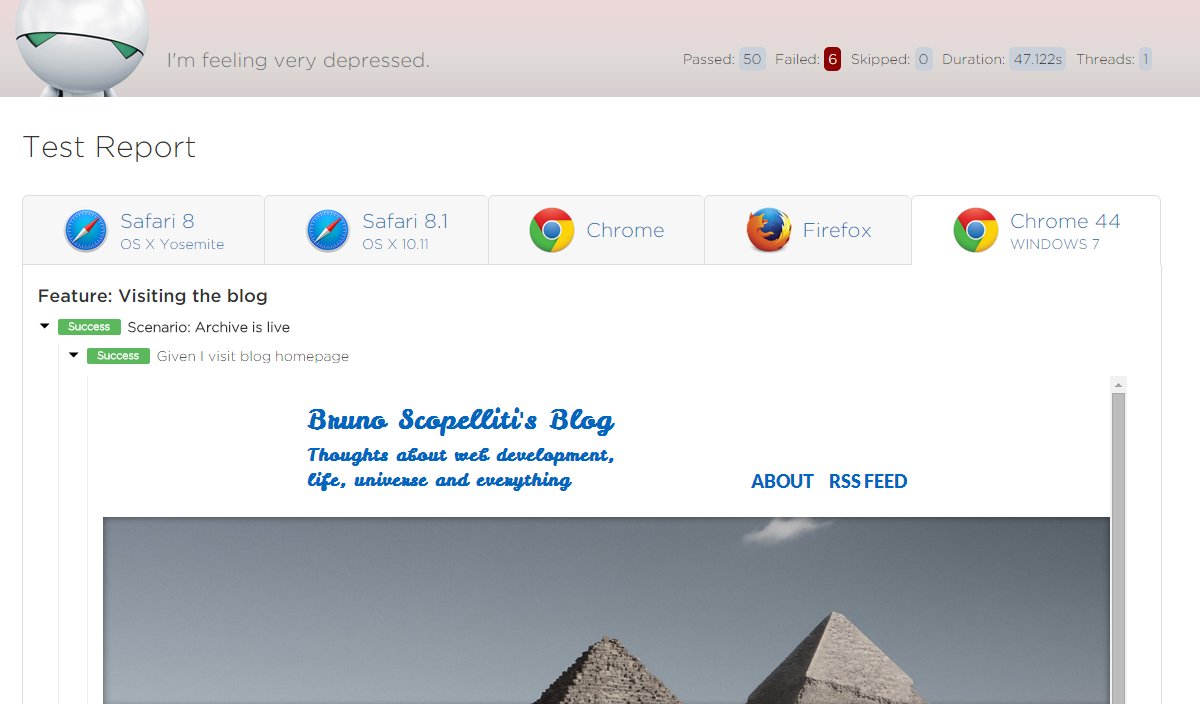 I'm feeling very depressed.
Passed: 50 Failed: 6 Skipped: 0 Duration: 47.122s Threads: 1
Test Report
Safari 8
OS X Yosemite
Safari 8.1
OS X 10.11
Chrome
Firefox
Chrome 44
WINDOWS 7
Feature: Visiting the blog
Success Scenario: Archive is live
Success Given I visit blog homepage
Bruno Scopelliti's Blog
Thoughts about web development,
life, universe and everything
ABOUT RSS FEED